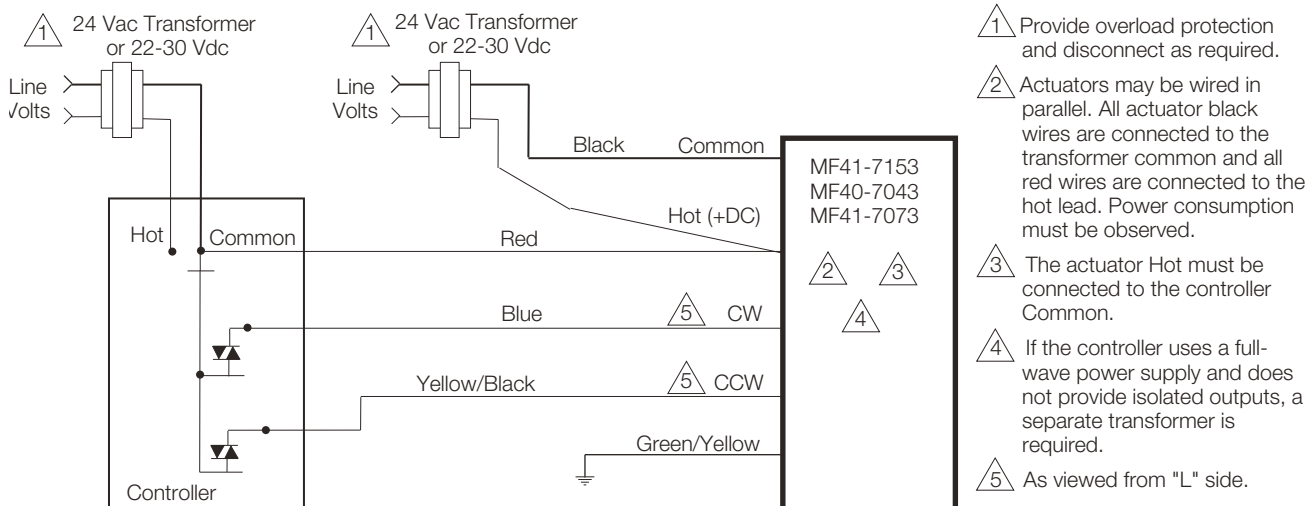 1
24 Vac Transformer
or 22-30 Vdc
Line
Volts
1
24 Vac Transformer
or 22-30 Vdc
Line
Volts
Black
Common
Hot
Common
Red
Hot (+DC)
MF41-7153
MF40-7043
MF41-7073
2
3
4
Blue
5
CW
Yellow/Black
5
CCW
Green/Yellow
Controller
1 Provide overload protection
and disconnect as required.
2 Actuators may be wired in
parallel. All actuator black
wires are connected to the
transformer common and all
red wires are connected to the
hot lead. Power consumption
must be observed.
3 The actuator Hot must be
connected to the controller
Common.
4 If the controller uses a full-
wave power supply and does
not provide isolated outputs, a
separate transformer is
required.
5 As viewed from "L" side.